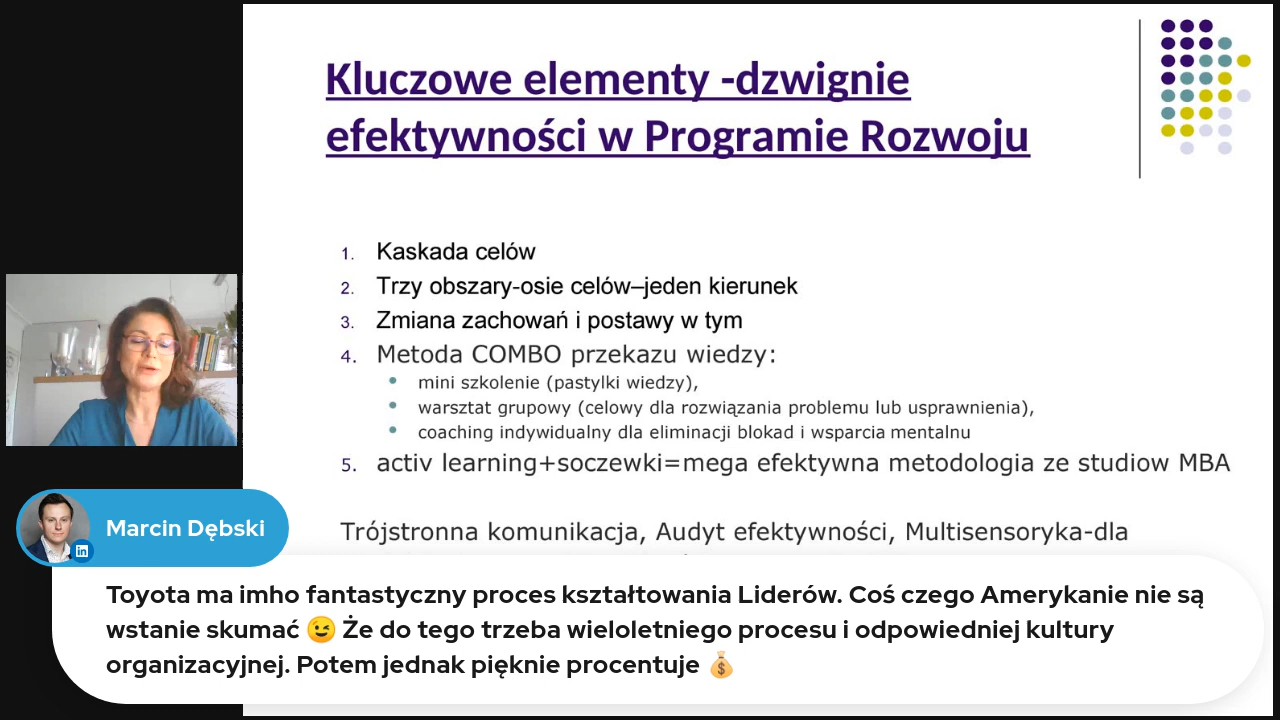 Kluczowe elementy -dzwignie
efektywności w Programie Rozwoju
1. Kaskada celów
2. Trzy obszary-osie celów–jeden kierunek
3. Zmiana zachowań i postawy w tym
4. Metoda COMBO przekazu wiedzy:
• mini szkolenie (pastylki wiedzy),
• warsztat grupowy (celowy dla rozwiązania problemu lub usprawnienia),
• coaching indywidualny dla eliminacji blokad i wsparcia mentalnu
5. activ learning+soczewki=mega efektywna metodologia ze studiow MBA
Trójstronna komunikacja, Audyt efektywności, Multisensoryka-dla
Marcin Dębski
in
Toyota ma imho fantastyczny proces kształtowania Liderów. Coś czego Amerykanie nie są
wstanie skumać 😉 Że do tego trzeba wieloletniego procesu i odpowiedniej kultury
organizacyjnej. Potem jednak pięknie procentuje 💰